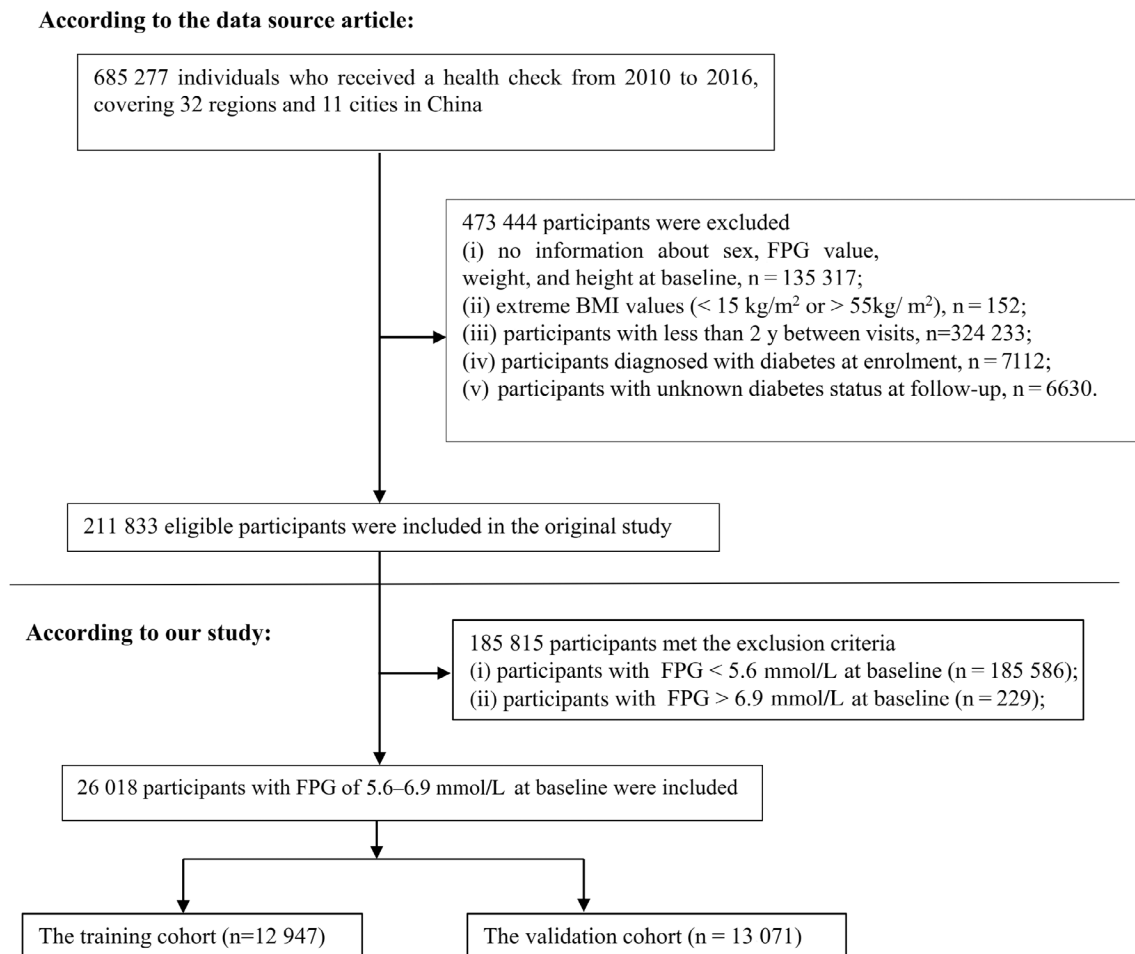 According to the data source article:
685 277 individuals who received a health check from 2010 to 2016,
covering 32 regions and 11 cities in China
473 444 participants were excluded
(i) no information about sex, FPG value,
weight, and height at baseline, n = 135 317;
(ii) extreme BMI values (< 15 kg/m² or > 55kg/ m²), n = 152;
(iii) participants with less than 2 y between visits, n=324 233;
(iv) participants diagnosed with diabetes at enrolment, n = 7112;
(v) participants with unknown diabetes status at follow-up, n = 6630.
211 833 eligible participants were included in the original study
According to our study:
185 815 participants met the exclusion criteria
(i) participants with FPG < 5.6 mmol/L at baseline (n = 185 586);
(ii) participants with FPG > 6.9 mmol/L at baseline (n = 229);
26 018 participants with FPG of 5.6–6.9 mmol/L at baseline were included
The training cohort (n=12 947)
The validation cohort (n = 13 071)